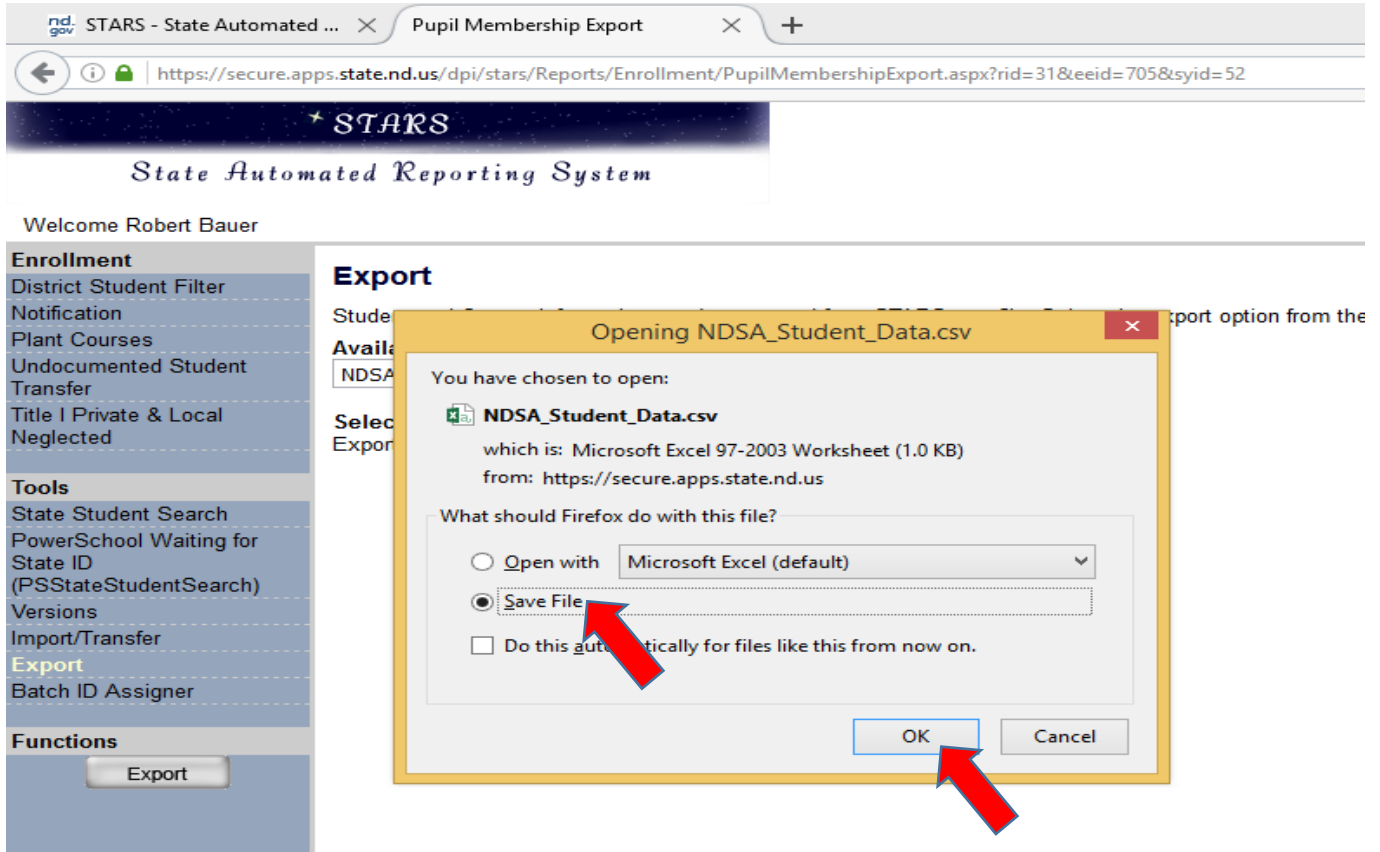 nd.gov STARS - State Automated ... Pupil Membership Export
https://secure.apps.state.nd.us/dpi/stars/Reports/Enrollment/PupilMembershipExport.aspx?rid=31&eeid=705&syid=52
STARS
State Automated Reporting System
Welcome Robert Bauer
Enrollment
District Student Filter
Notification
Plant Courses
Undocumented Student
Transfer
Title I Private & Local
Neglected
Tools
State Student Search
PowerSchool Waiting for
State ID
(PSStateStudentSearch)
Versions
Import/Transfer
Export
Batch ID Assigner
Functions
Export
Export
option from the
NDSA
Opening NDSA_Student_Data.csv
You have chosen to open:
NDSA_Student_Data.csv
which is: Microsoft Excel 97-2003 Worksheet (1.0 KB)
from: https://secure.apps.state.nd.us
What should Firefox do with this file?
Open with Microsoft Excel (default)
Save File
Do this automatically for files like this from now on.
OK Cancel